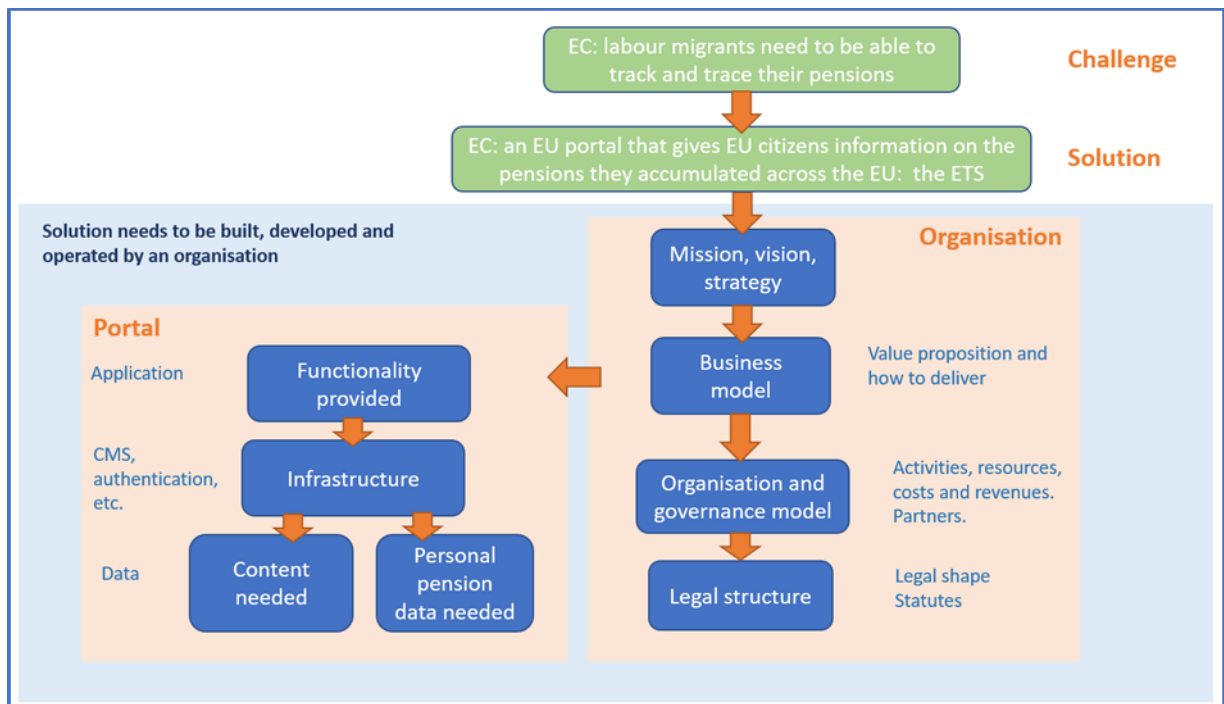 EC: labour migrants need to be able to
track and trace their pensions
Challenge
EC: an EU portal that gives EU citizens information on the
pensions they accumulated across the EU:  the ETS
Solution
Solution needs to be built, developed and
operated by an organisation
Organisation
Mission, vision,
strategy
Business
model
Value proposition and
how to deliver
Organisation and
governance model
Activities, resources,
costs and revenues.
Partners.
Legal structure
Legal shape
Statutes
Portal
Application
Functionality
provided
CMS,
authentication,
etc.
Infrastructure
Data
Content
needed
Personal
pension
data needed